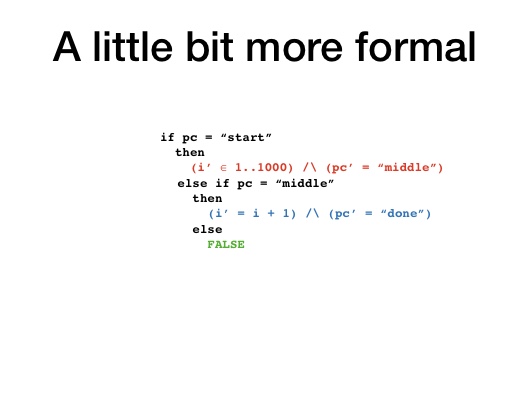 A little bit more formal
if pc = “start”
then
(i’ ∈ 1..1000) /\ (pc’ = “middle”)
else if pc = “middle”
then
(i’ = i + 1) /\ (pc’ = “done”)
else
FALSE